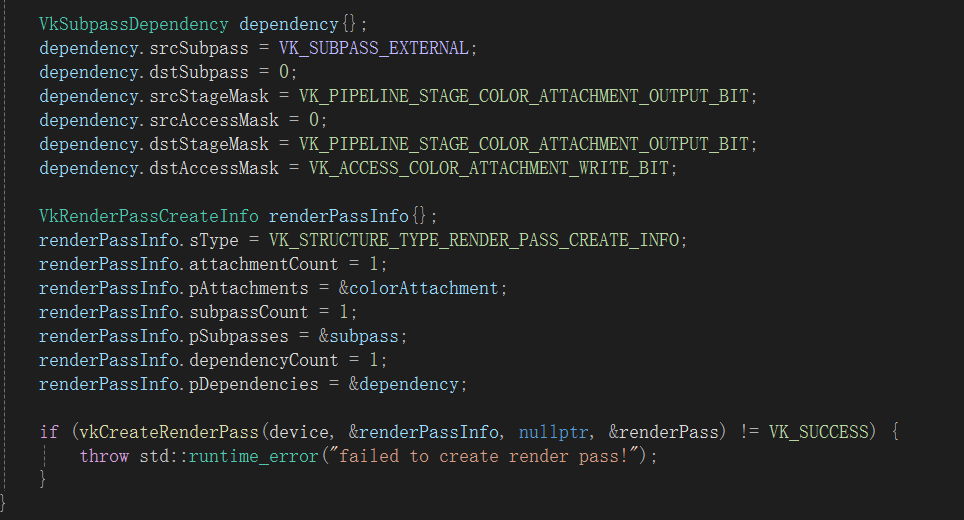 VkSubpassDependency dependency{};
dependency.srcSubpass = VK_SUBPASS_EXTERNAL;
dependency.dstSubpass = 0;
dependency.srcStageMask = VK_PIPELINE_STAGE_COLOR_ATTACHMENT_OUTPUT_BIT;
dependency.srcAccessMask = 0;
dependency.dstStageMask = VK_PIPELINE_STAGE_COLOR_ATTACHMENT_OUTPUT_BIT;
dependency.dstAccessMask = VK_ACCESS_COLOR_ATTACHMENT_WRITE_BIT;
VkRenderPassCreateInfo renderPassInfo{};
renderPassInfo.sType = VK_STRUCTURE_TYPE_RENDER_PASS_CREATE_INFO;
renderPassInfo.attachmentCount = 1;
renderPassInfo.pAttachments = &colorAttachment;
renderPassInfo.subpassCount = 1;
renderPassInfo.pSubpasses = &subpass;
renderPassInfo.dependencyCount = 1;
renderPassInfo.pDependencies = &dependency;
if (vkCreateRenderPass(device, &renderPassInfo, nullptr, &renderPass) != VK_SUCCESS) {
throw std::runtime_error("failed to create render pass!");
}
}